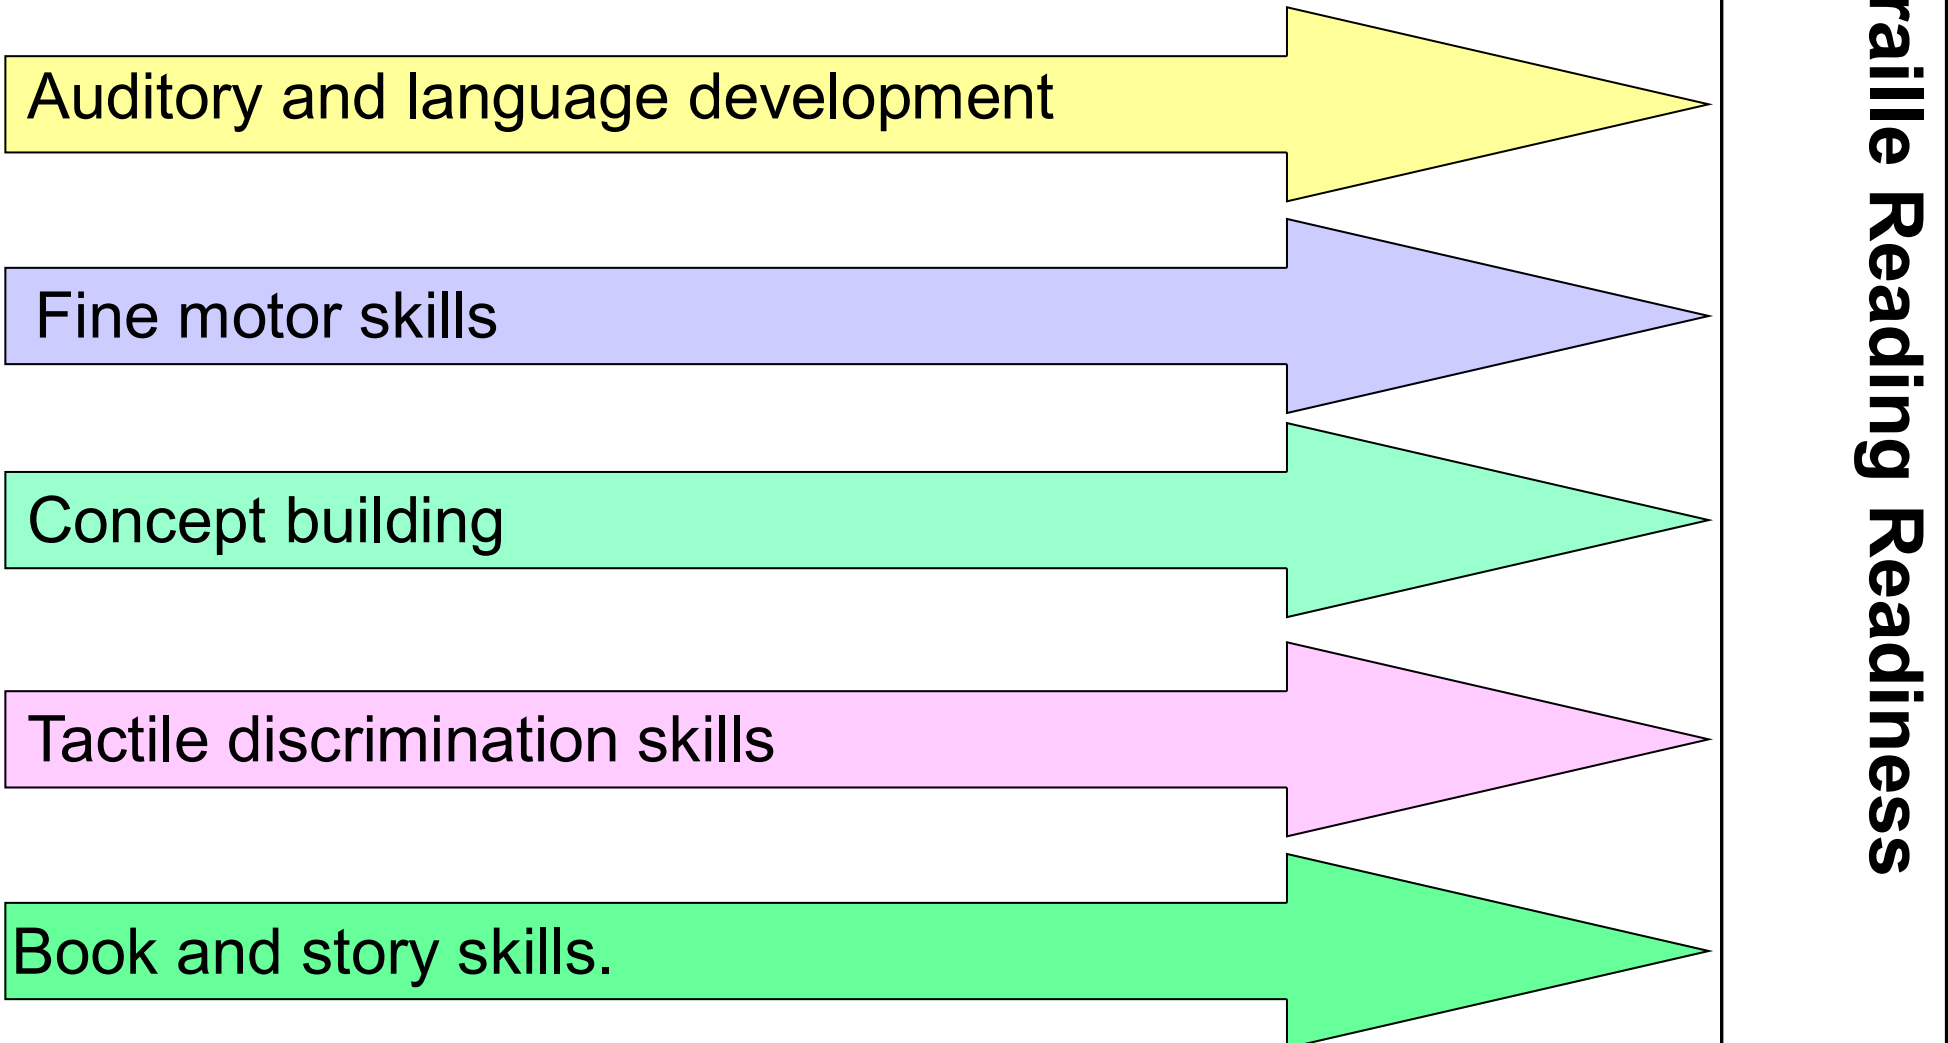 Auditory and language development
Fine motor skills
Concept building
Tactile discrimination skills
Book and story skills.
raille Reading Readiness